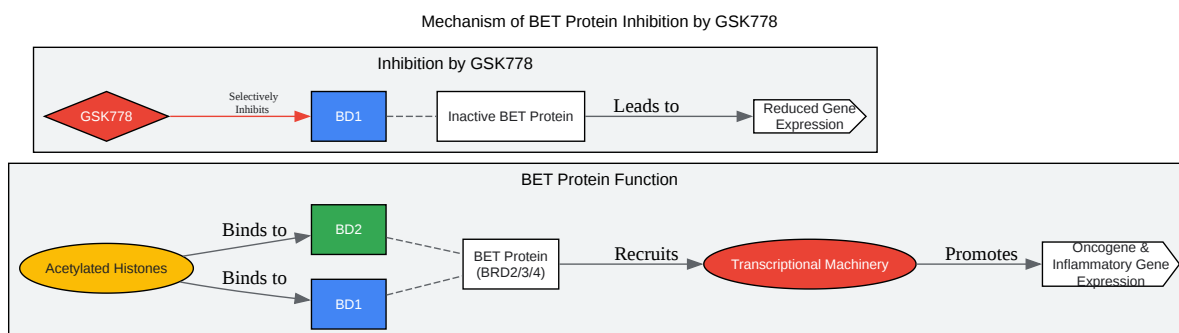 Mechanism of BET Protein Inhibition by GSK778
Inhibition by GSK778
GSK778
Selectively
Inhibits
BD1
Inactive BET Protein
Leads to
Reduced Gene
Expression
BET Protein Function
Acetylated Histones
Binds to
Binds to
BD2
BD1
BET Protein
(BRD2/3/4)
Recruits
Transcriptional Machinery
Promotes
Oncogene &
Inflammatory Gene
Expression